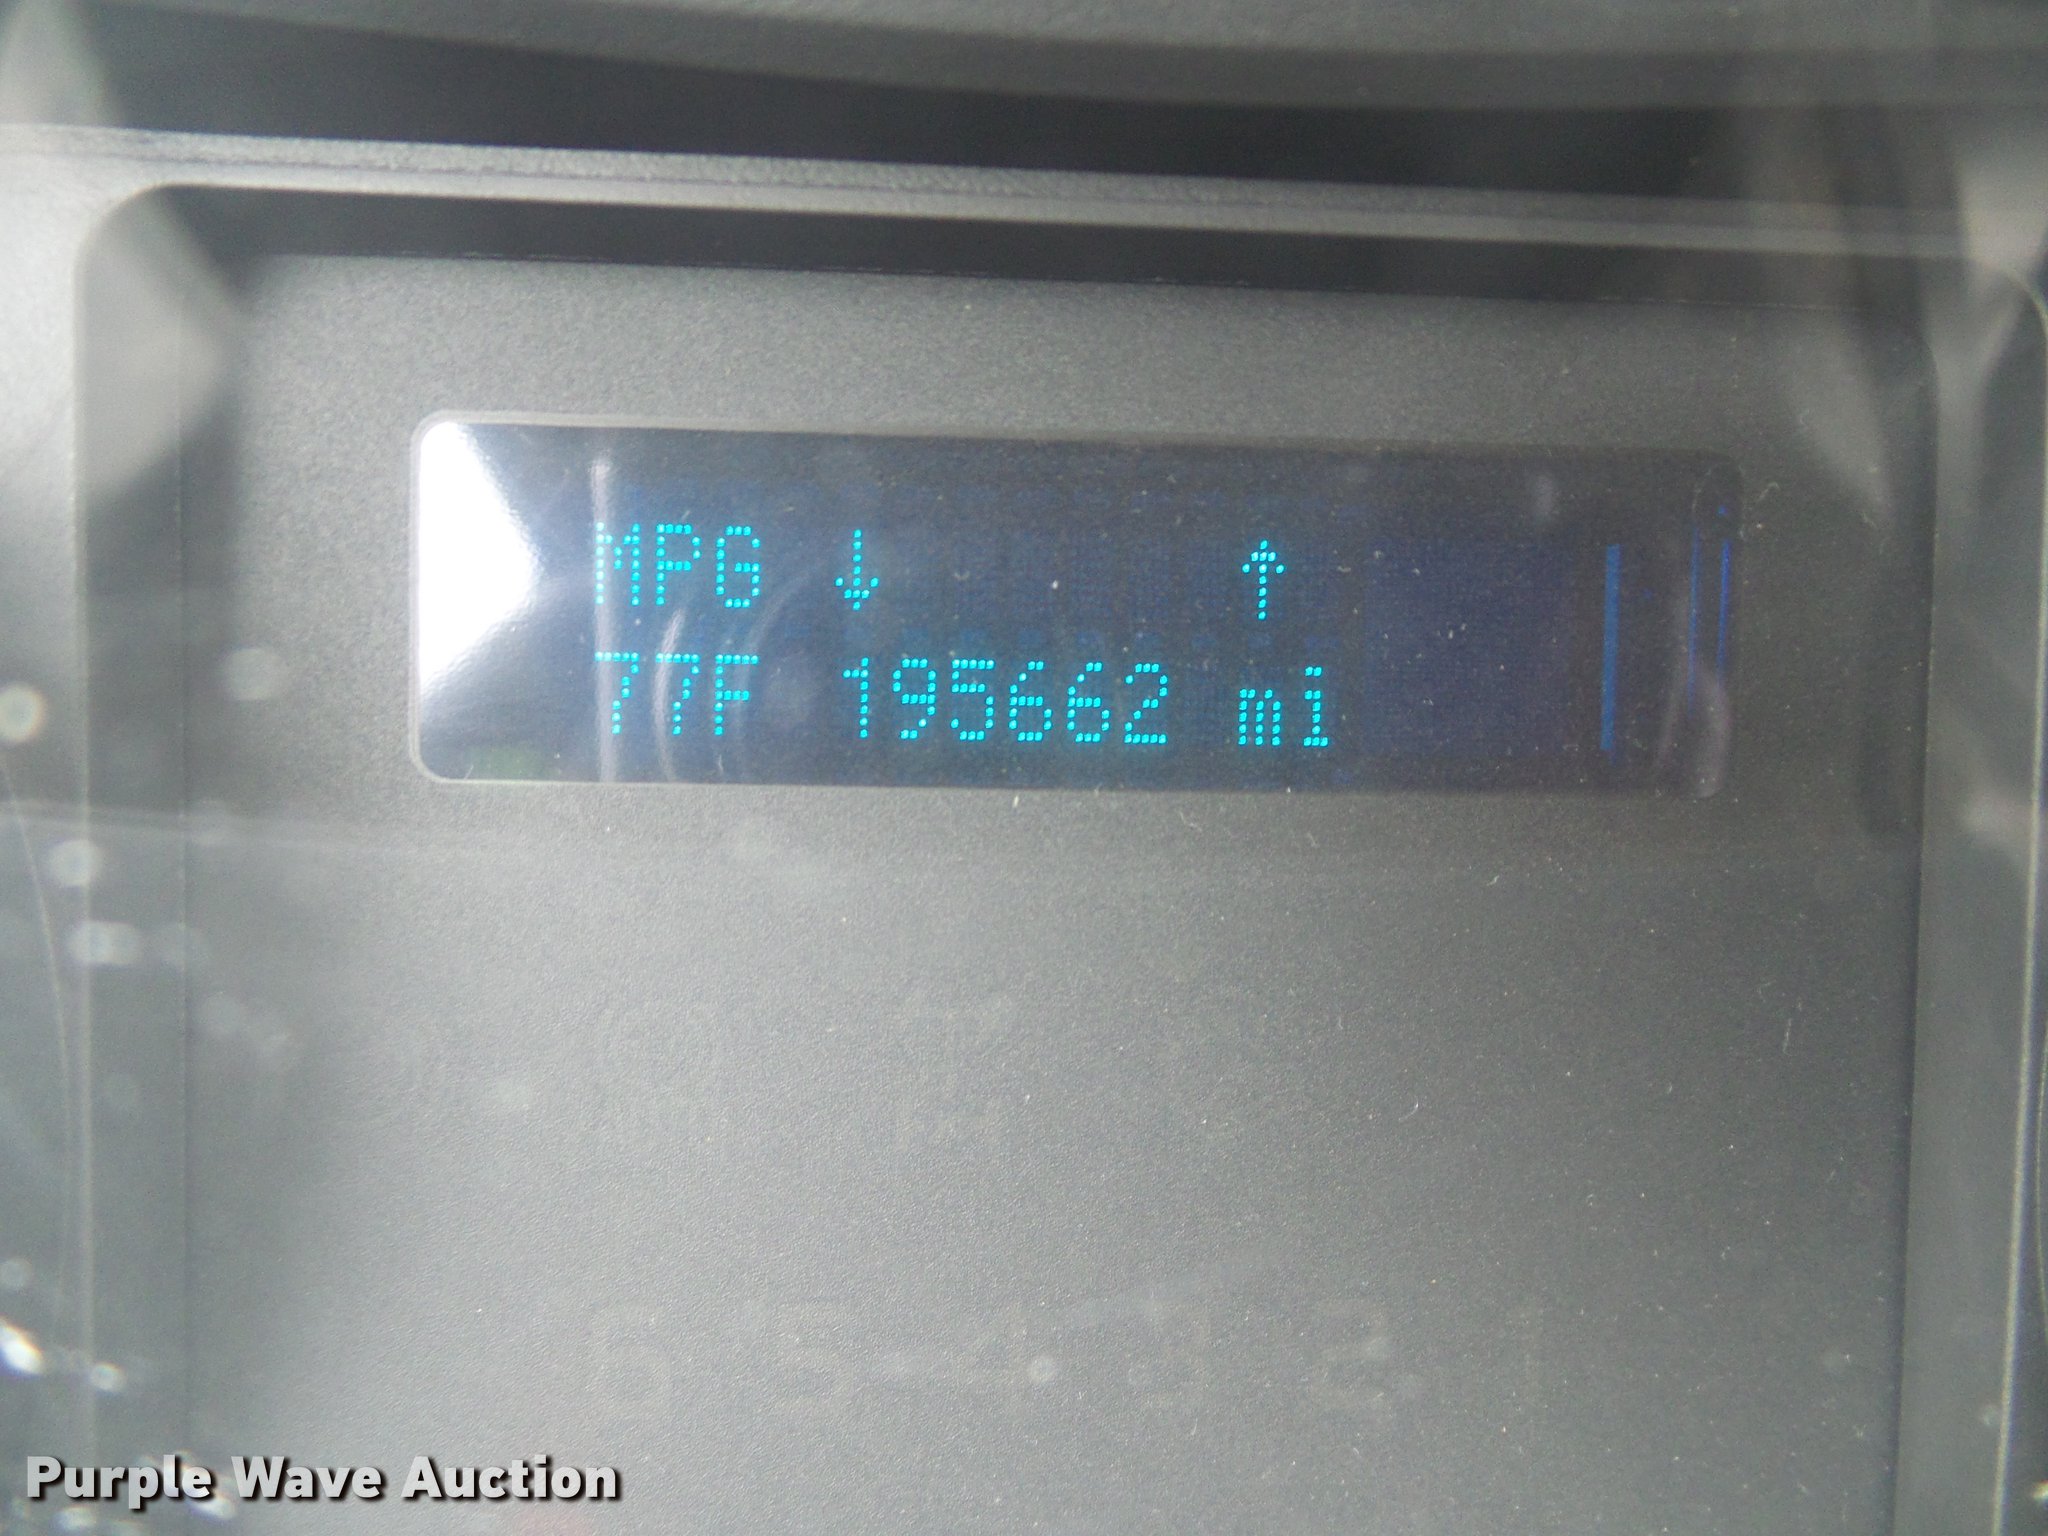 MPG ↓ ↑
77F 195662 mi
Purple Wave Auction